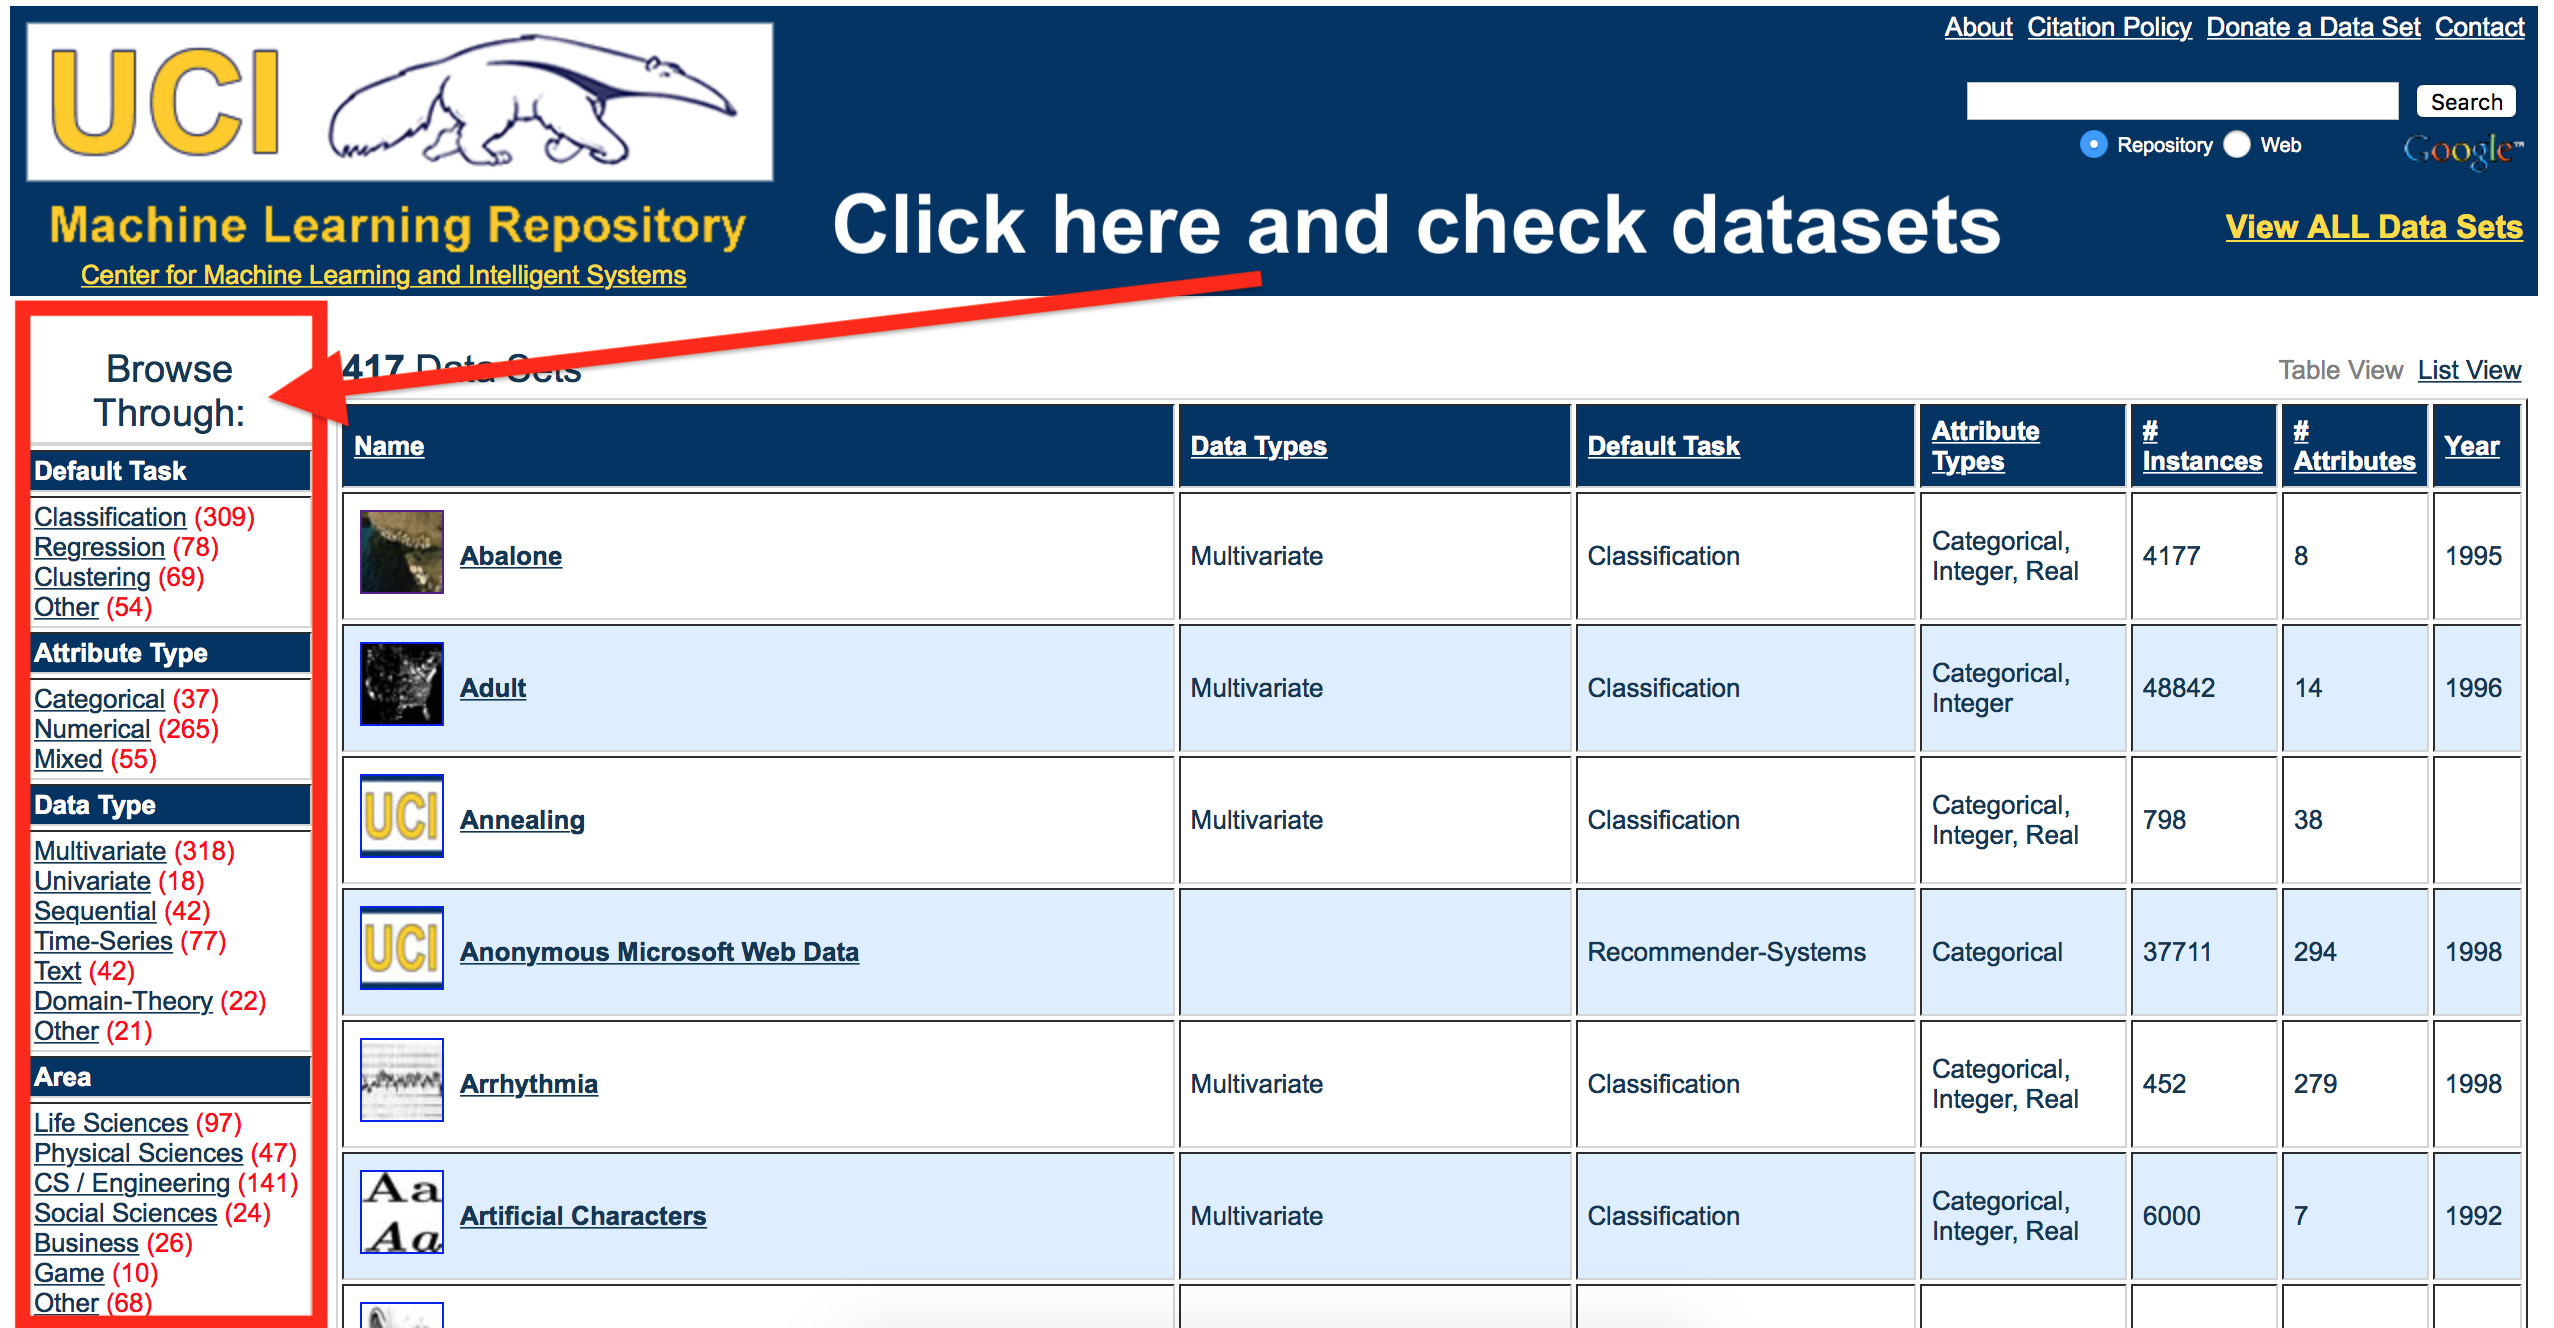 UCI
Machine Learning Repository
Center for Machine Learning and Intelligent Systems
About Citation Policy Donate a Data Set Contact
Search
Repository Web Google™
Click here and check datasets
View ALL Data Sets
Browse
Through:
Default Task
Classification (309)
Regression (78)
Clustering (69)
Other (54)
Attribute Type
Categorical (37)
Numerical (265)
Mixed (55)
Data Type
Multivariate (318)
Univariate (18)
Sequential (42)
Time-Series (77)
Text (42)
Domain-Theory (22)
Other (21)
Area
Life Sciences (97)
Physical Sciences (47)
CS / Engineering (141)
Social Sciences (24)
Business (26)
Game (10)
Other (68)
417 Data Sets
Table View List View
Name Data Types Default Task Attribute Types # Instances # Attributes Year
Abalone Multivariate Classification Categorical, Integer, Real 4177 8 1995
Adult Multivariate Classification Categorical, Integer 48842 14 1996
UCI Annealing Multivariate Classification Categorical, Integer, Real 798 38
UCI Anonymous Microsoft Web Data Recommender-Systems Categorical 37711 294 1998
Arrhythmia Multivariate Classification Categorical, Integer, Real 452 279 1998
Aa
Aa
Artificial Characters Multivariate Classification Categorical, Integer, Real 6000 7 1992